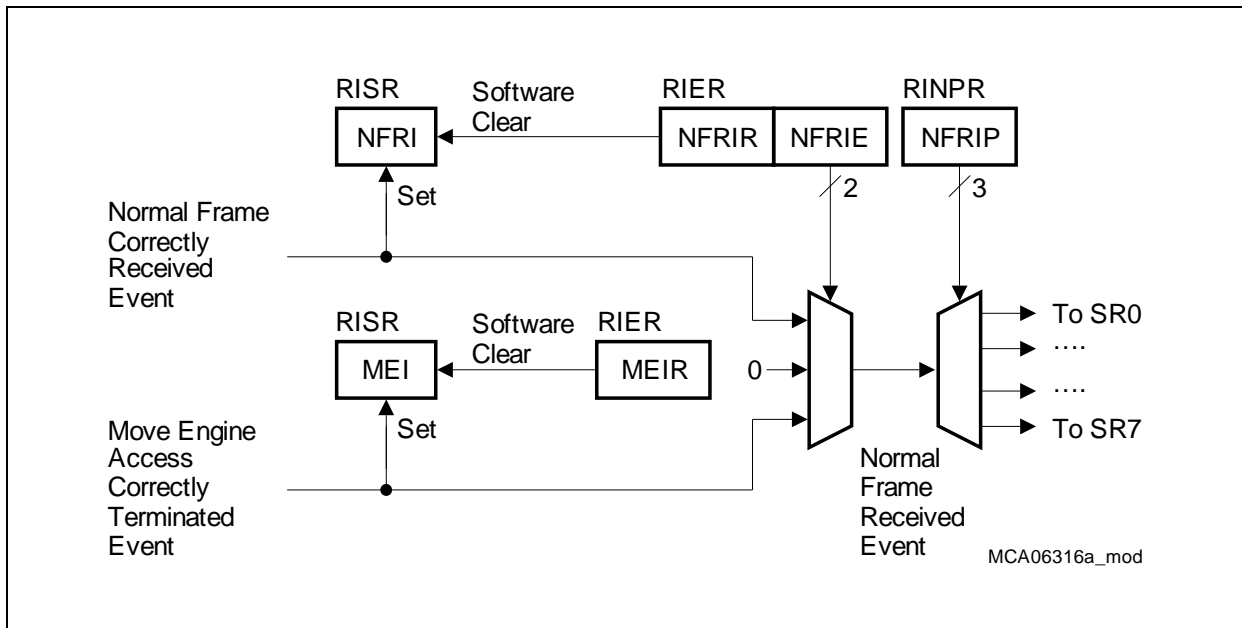 RISR
Software
Clear
RIER
RINPR
NFRI
NFRIR
NFRIE
NFRIP
Set
2
3
Normal Frame
Correctly
Received
Event
RISR
Software
Clear
RIER
MEI
MEIR
0
To SR0
....
....
To SR7
Set
Move Engine
Access
Correctly
Terminated
Event
Normal
Frame
Received
Event
MCA06316a_mod